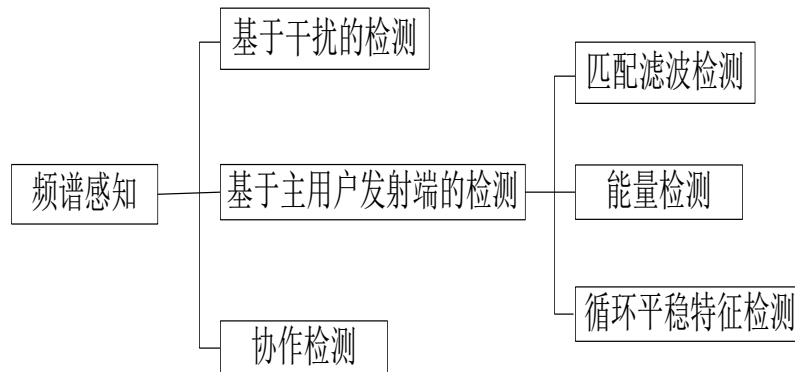 基于干扰的检测
匹配滤波检测
频谱感知
基于主用户发射端的检测
能量检测
循环平稳特征检测
协作检测